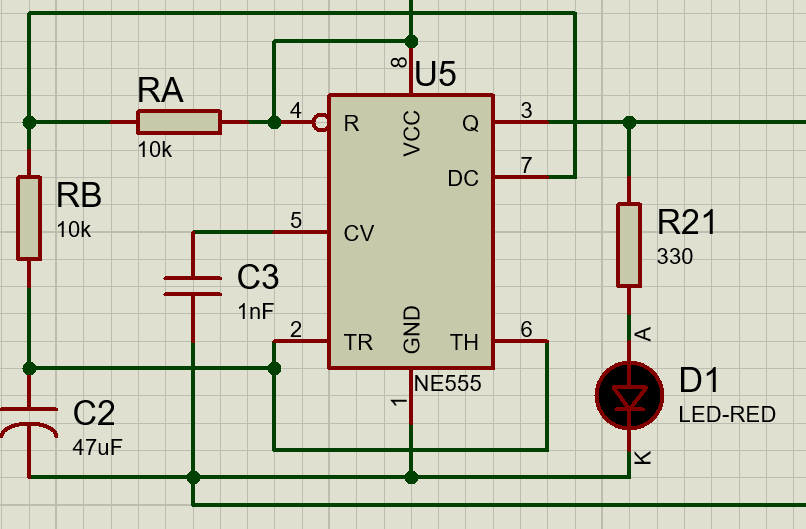 8
U5
RA
10k
4
R
VCC
Q
3
DC
7
RB
10k
R21
330
5
CV
C3
1nF
2
TR
GND
TH
6
A
NE555
1
D1
LED-RED
C2
47uF
K